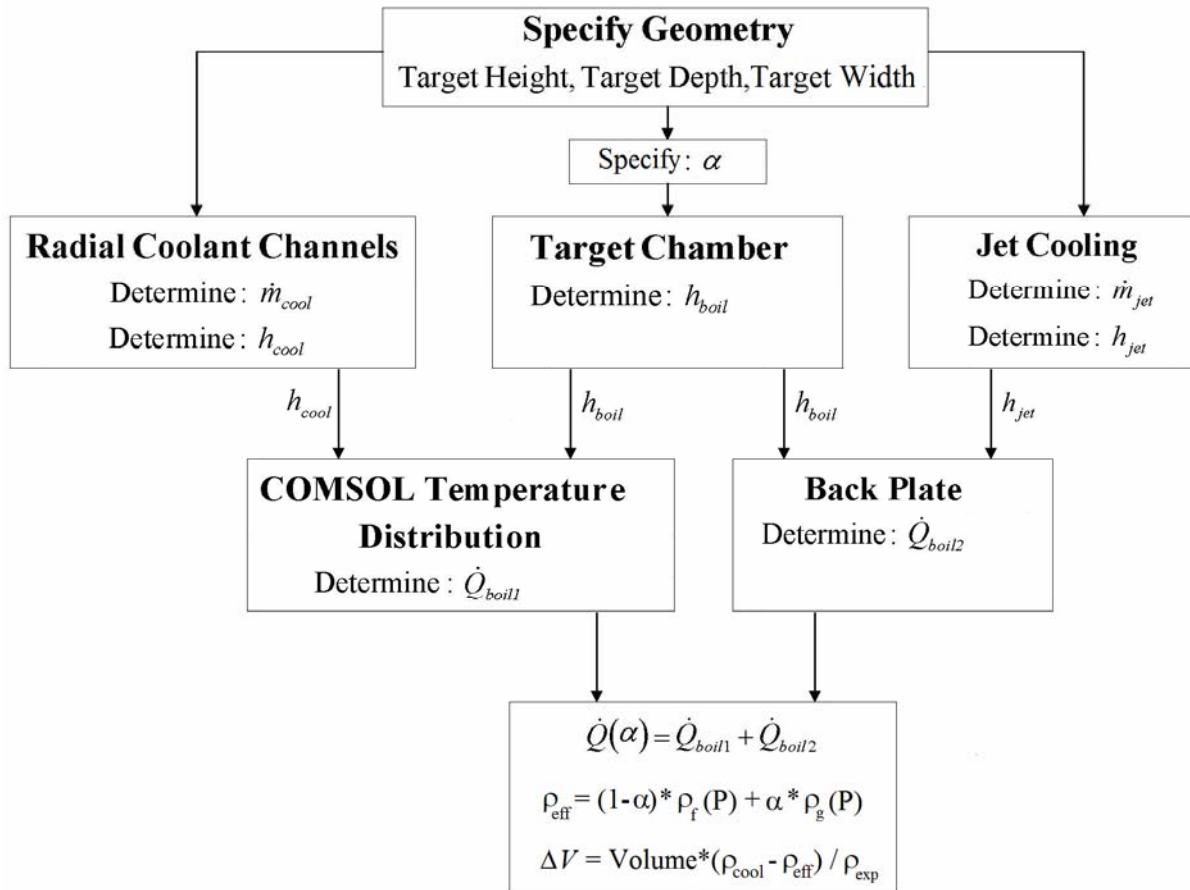 Specify Geometry
Target Height, Target Depth,Target Width
Specify: α
Radial Coolant Channels
Determine: ṁcool
Determine: hcool
Target Chamber
Determine: hboil
Jet Cooling
Determine: ṁjet
Determine: hjet
hcool
hboil
hboil
hjet
COMSOL Temperature
Distribution
Determine: Q̇boil1
Back Plate
Determine: Q̇boil2
Q̇(α) = Q̇boil1 + Q̇boil2
ρeff = (1-α)* ρf (P) + α* ρg (P)
ΔV = Volume*(ρcool - ρeff) / ρexp